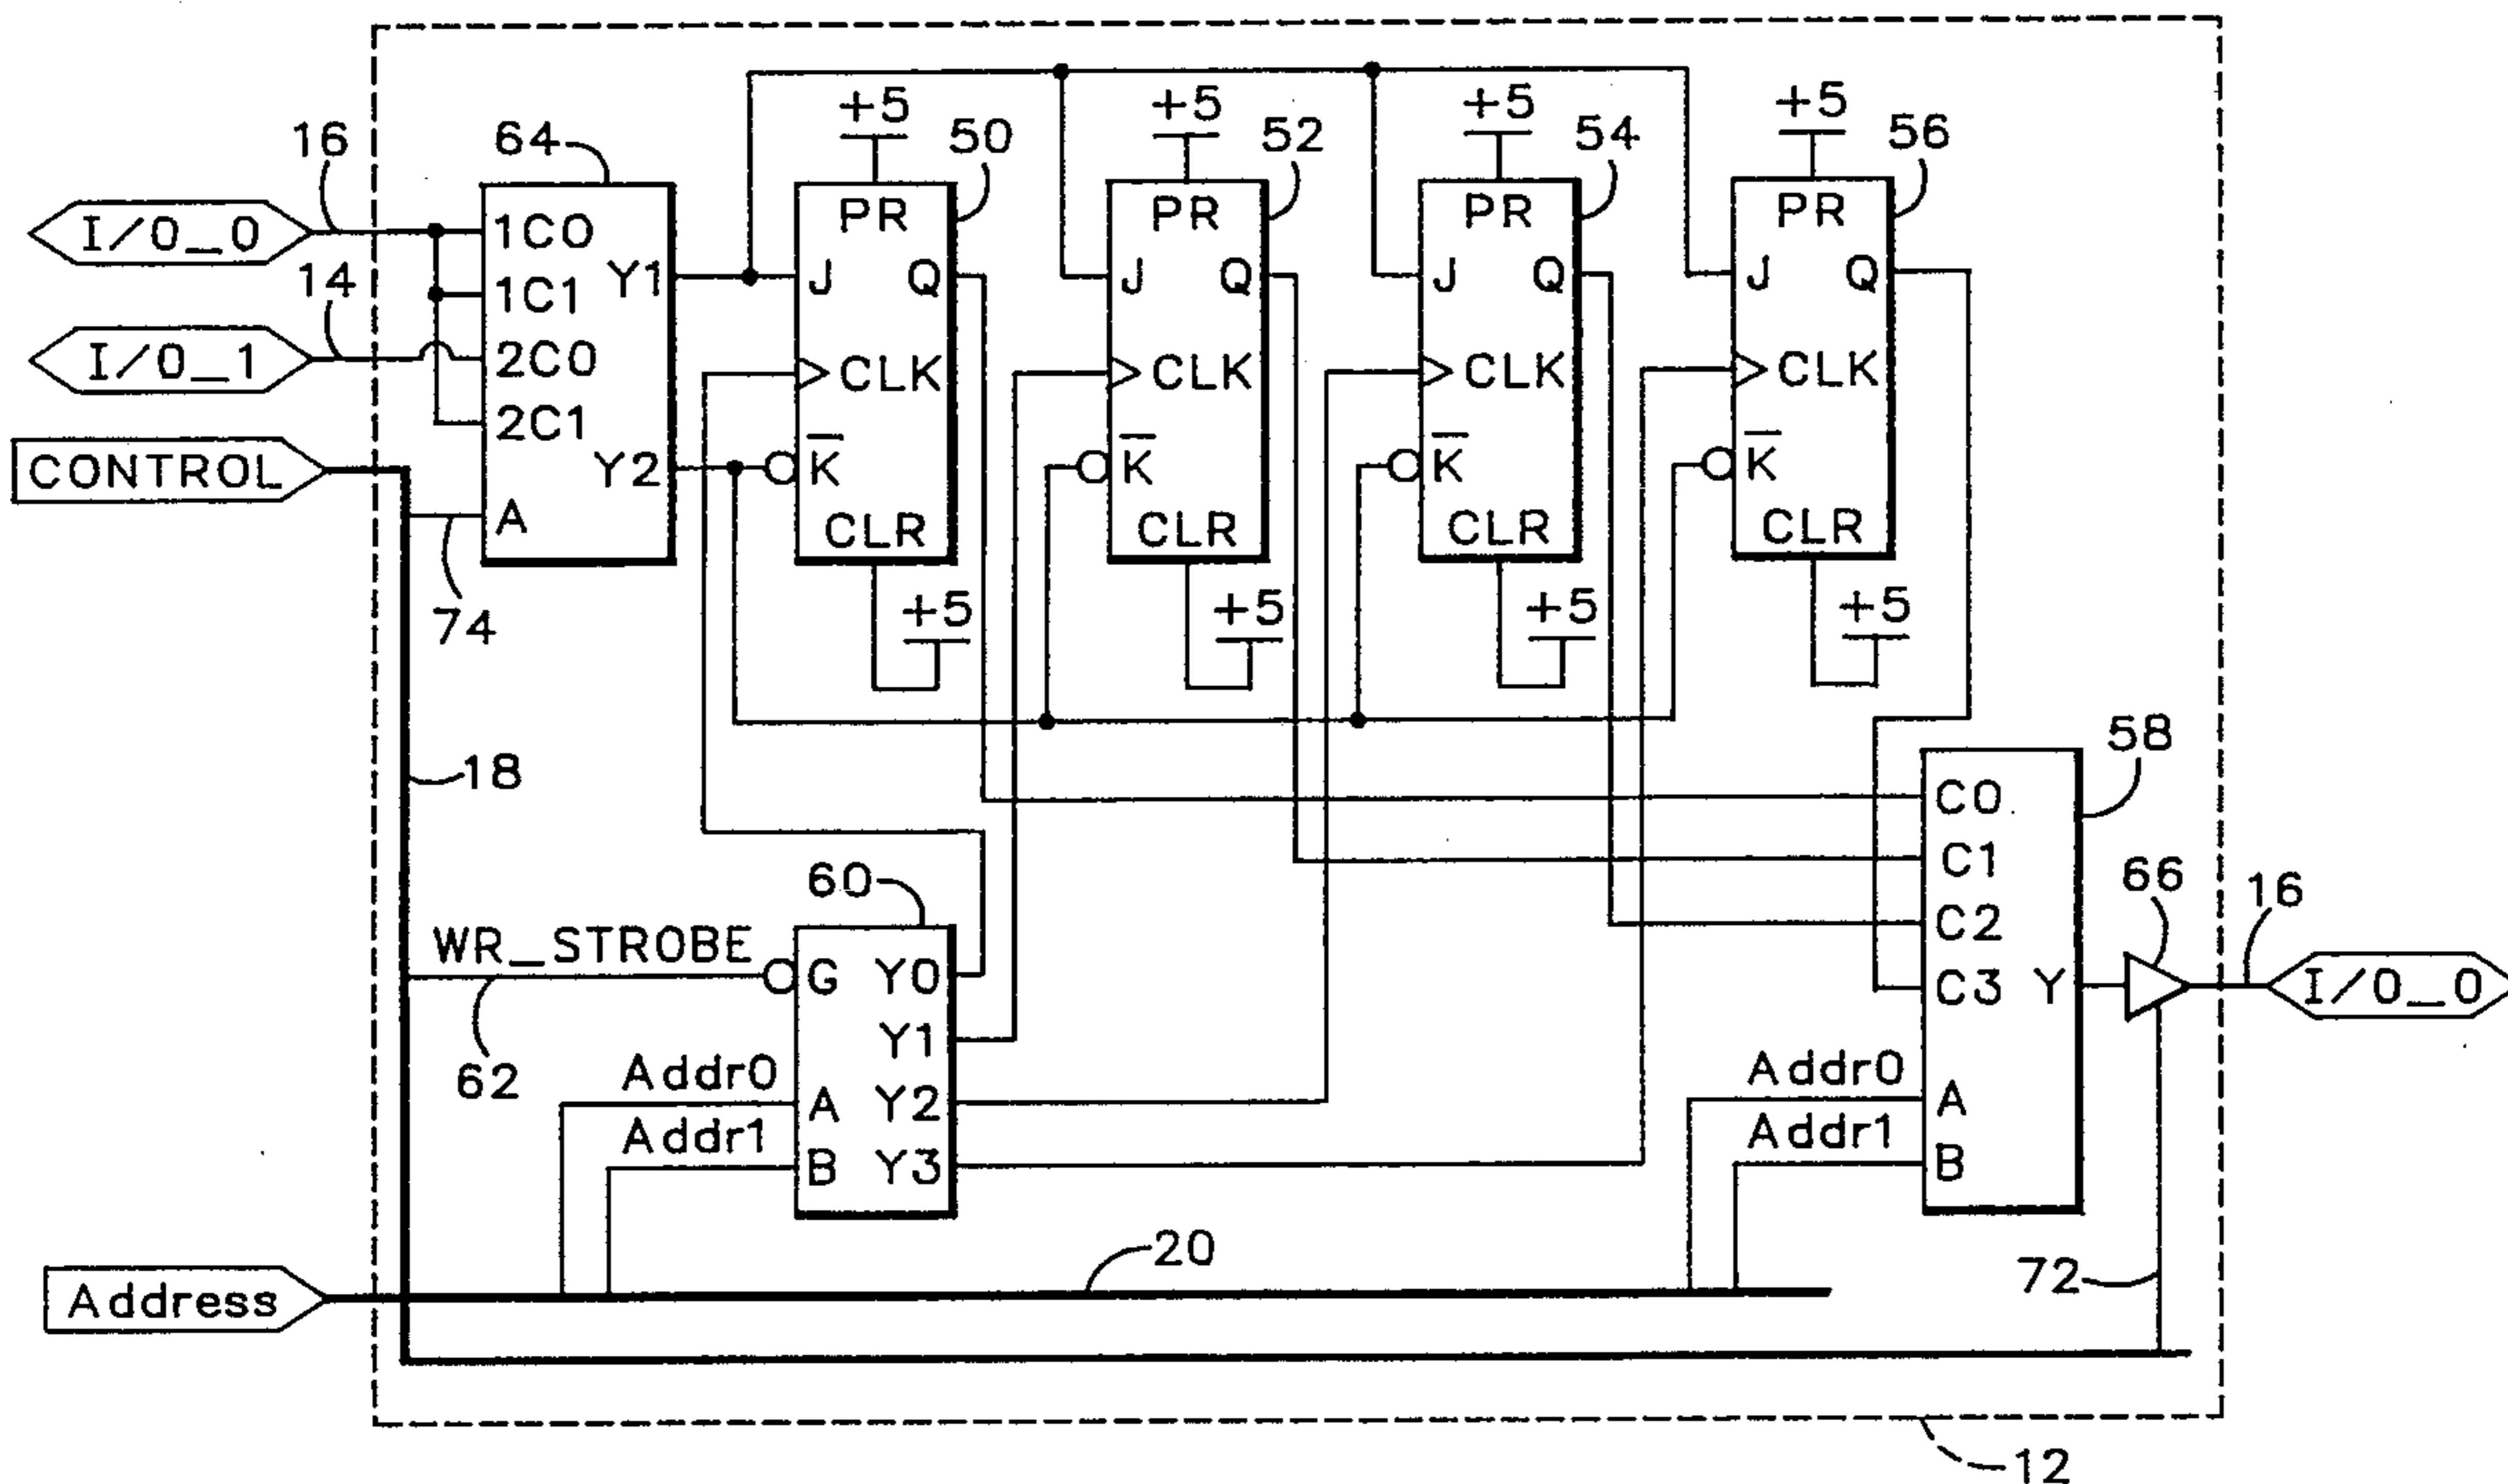 +5 +5 +5 +5
16 64 50 52 54 56
I/O_0
1C0
1C1
2C0
2C1
A
Y1
Y2
14
I/O_1
CONTROL
74
PR
J Q
CLK
K̅
CLR
+5
PR
J Q
CLK
K̅
CLR
+5
PR
J Q
CLK
K̅
CLR
+5
PR
J Q
CLK
K̅
CLR
+5
18
58
C0
C1
C2
C3 Y
A
B
66
16
I/O_0
60
WR_STROBE
62
G Y0
Y1
A Y2
B Y3
Addr0
Addr1
Addr0
Addr1
20
72
Address
12